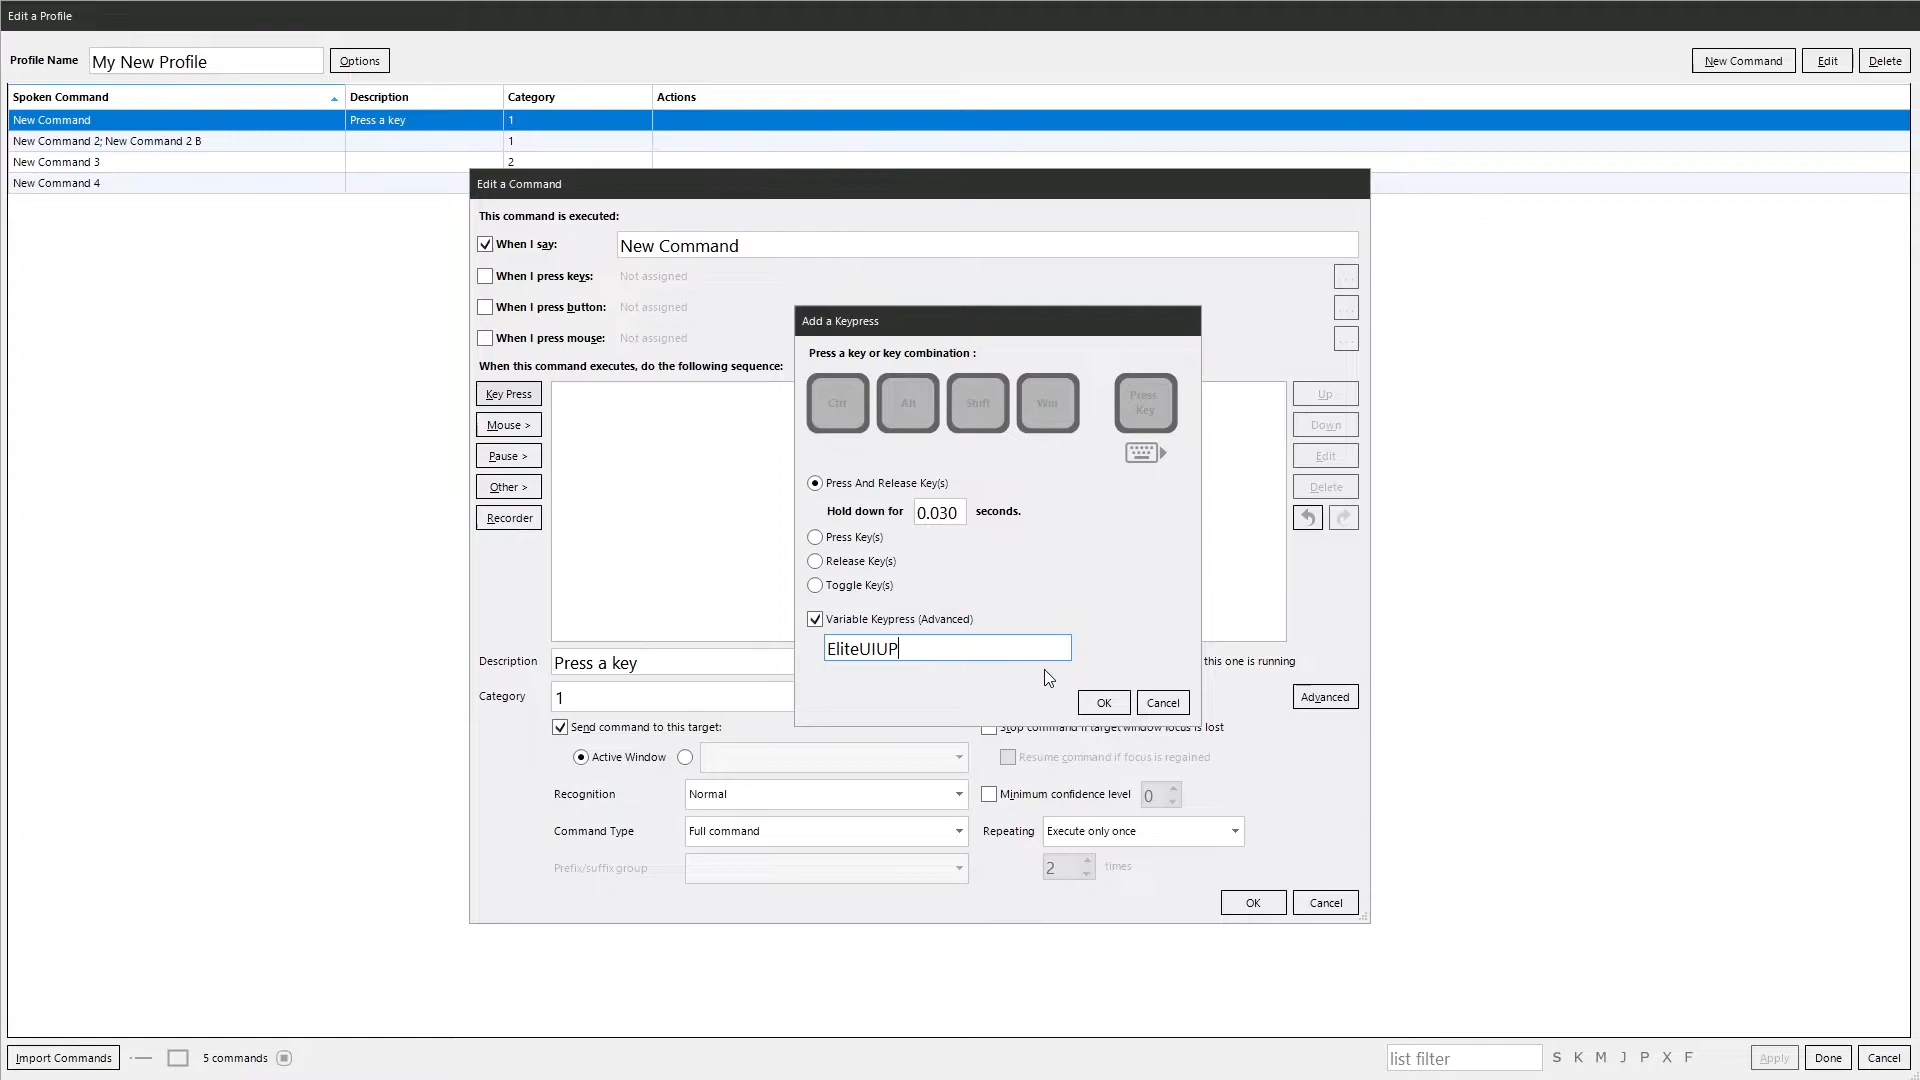 Edit a Profile
Profile Name My New Profile Options New Command Edit Delete
Spoken Command Description Category Actions
New Command Press a key 1
New Command 2; New Command 2 B 1
New Command 3 2
New Command 4
Edit a Command
This command is executed:
When I say: New Command
When I press keys: Not assigned ...
When I press button: Not assigned ...
When I press mouse: Not assigned ...
When this command executes, do the following sequence:
Key Press
Mouse >
Pause >
Other >
Recorder
Up
Down
Edit
Delete
Add a Keypress
Press a key or key combination :
Ctrl Alt Shift Win Press Key
Press And Release Key(s)
Hold down for 0.030 seconds.
Press Key(s)
Release Key(s)
Toggle Key(s)
Variable Keypress (Advanced)
EliteUIUP
OK Cancel
Description Press a key this one is running
Category 1 Advanced
Send command to this target: Stop command if target window focus is lost
Active Window Resume command if focus is regained
Recognition Normal Minimum confidence level 0
Command Type Full command Repeating Execute only once
Prefix/suffix group 2 times
OK Cancel
Import Commands 5 commands list filter S K M J P X F Apply Done Cancel